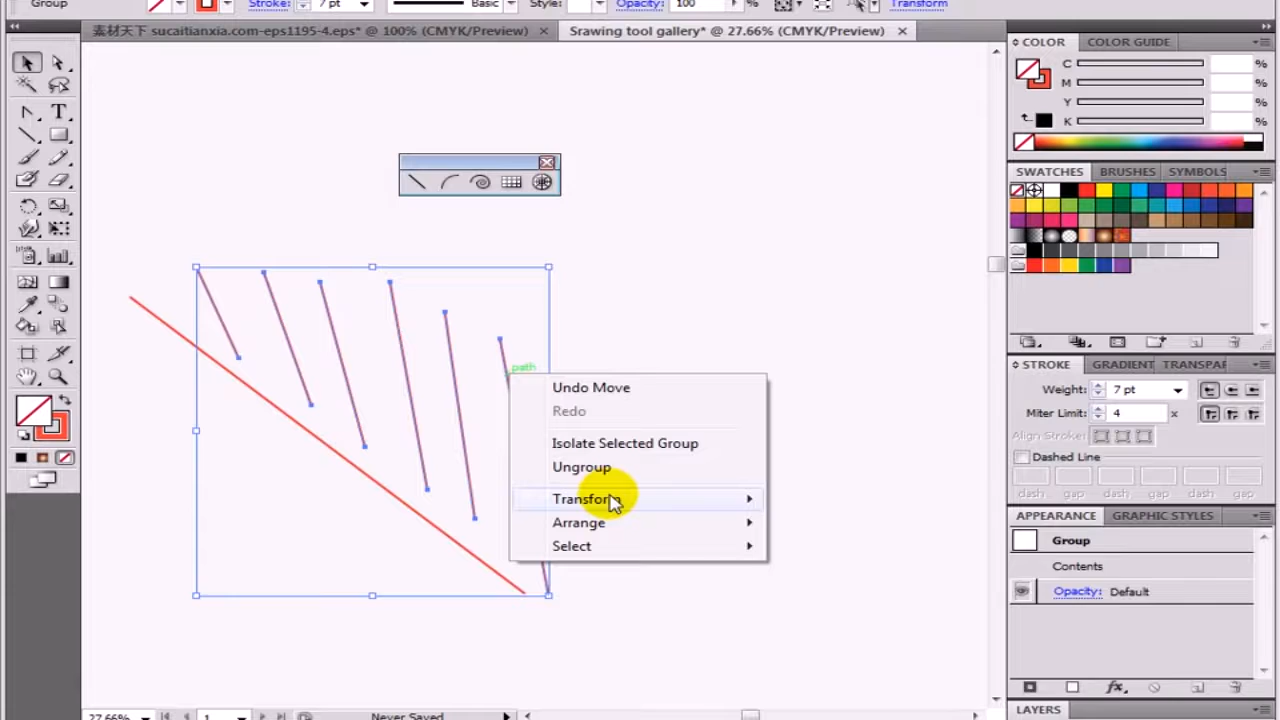 Group Stroke: 7 pt Basic Style: Opacity: 100 % Transform
素材天下 sucaitianxia.com-eps1195-4.eps* @ 100% (CMYK/Preview) Srawing tool gallery* @ 27.66% (CMYK/Preview)
COLOR COLOR GUIDE
C %
M %
Y %
K %
SWATCHES BRUSHES SYMBOLS
path
Undo Move
Redo
Isolate Selected Group
Ungroup
Transform
Arrange
Select
STROKE GRADIENT TRANSPAR
Weight: 7 pt
Miter Limit: 4 x
Align Stroke:
Dashed Line
dash gap dash gap dash gap
APPEARANCE GRAPHIC STYLES
Group
Contents
Opacity: Default
LAYERS
27.66% 1 Never Saved